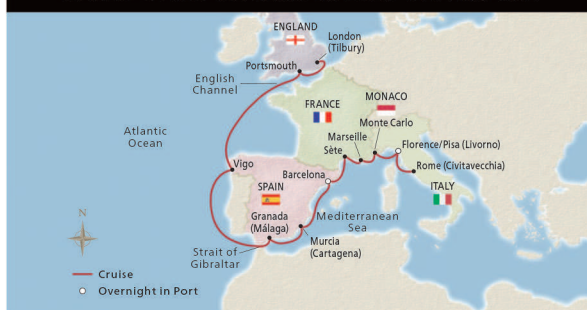 ENGLAND
London
(Tilbury)
Portsmouth
English
Channel
FRANCE
MONACO
Monte Carlo
Marseille
Sète
Florence/Pisa (Livorno)
Rome (Civitavecchia)
Atlantic
Ocean
Vigo
Barcelona
SPAIN
ITALY
Granada
(Málaga)
Mediterranean
Sea
N
Strait of
Gibraltar
Murcia
(Cartagena)
Cruise
Overnight in Port